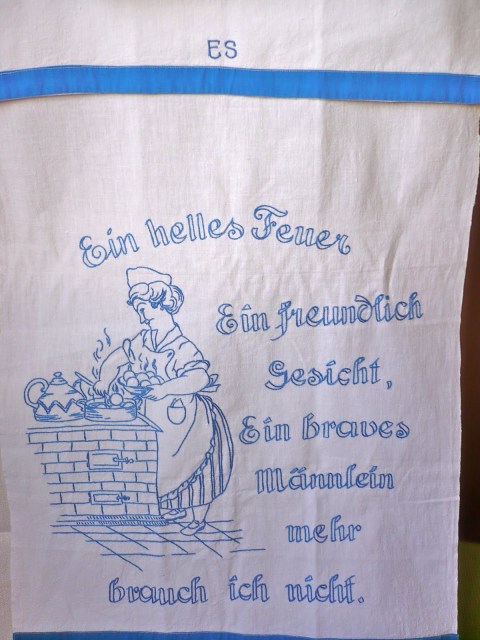 ES
Ein helles Feuer
Ein freundlich
Gesicht,
Ein braves
Männlein
mehr
brauch ich nicht.